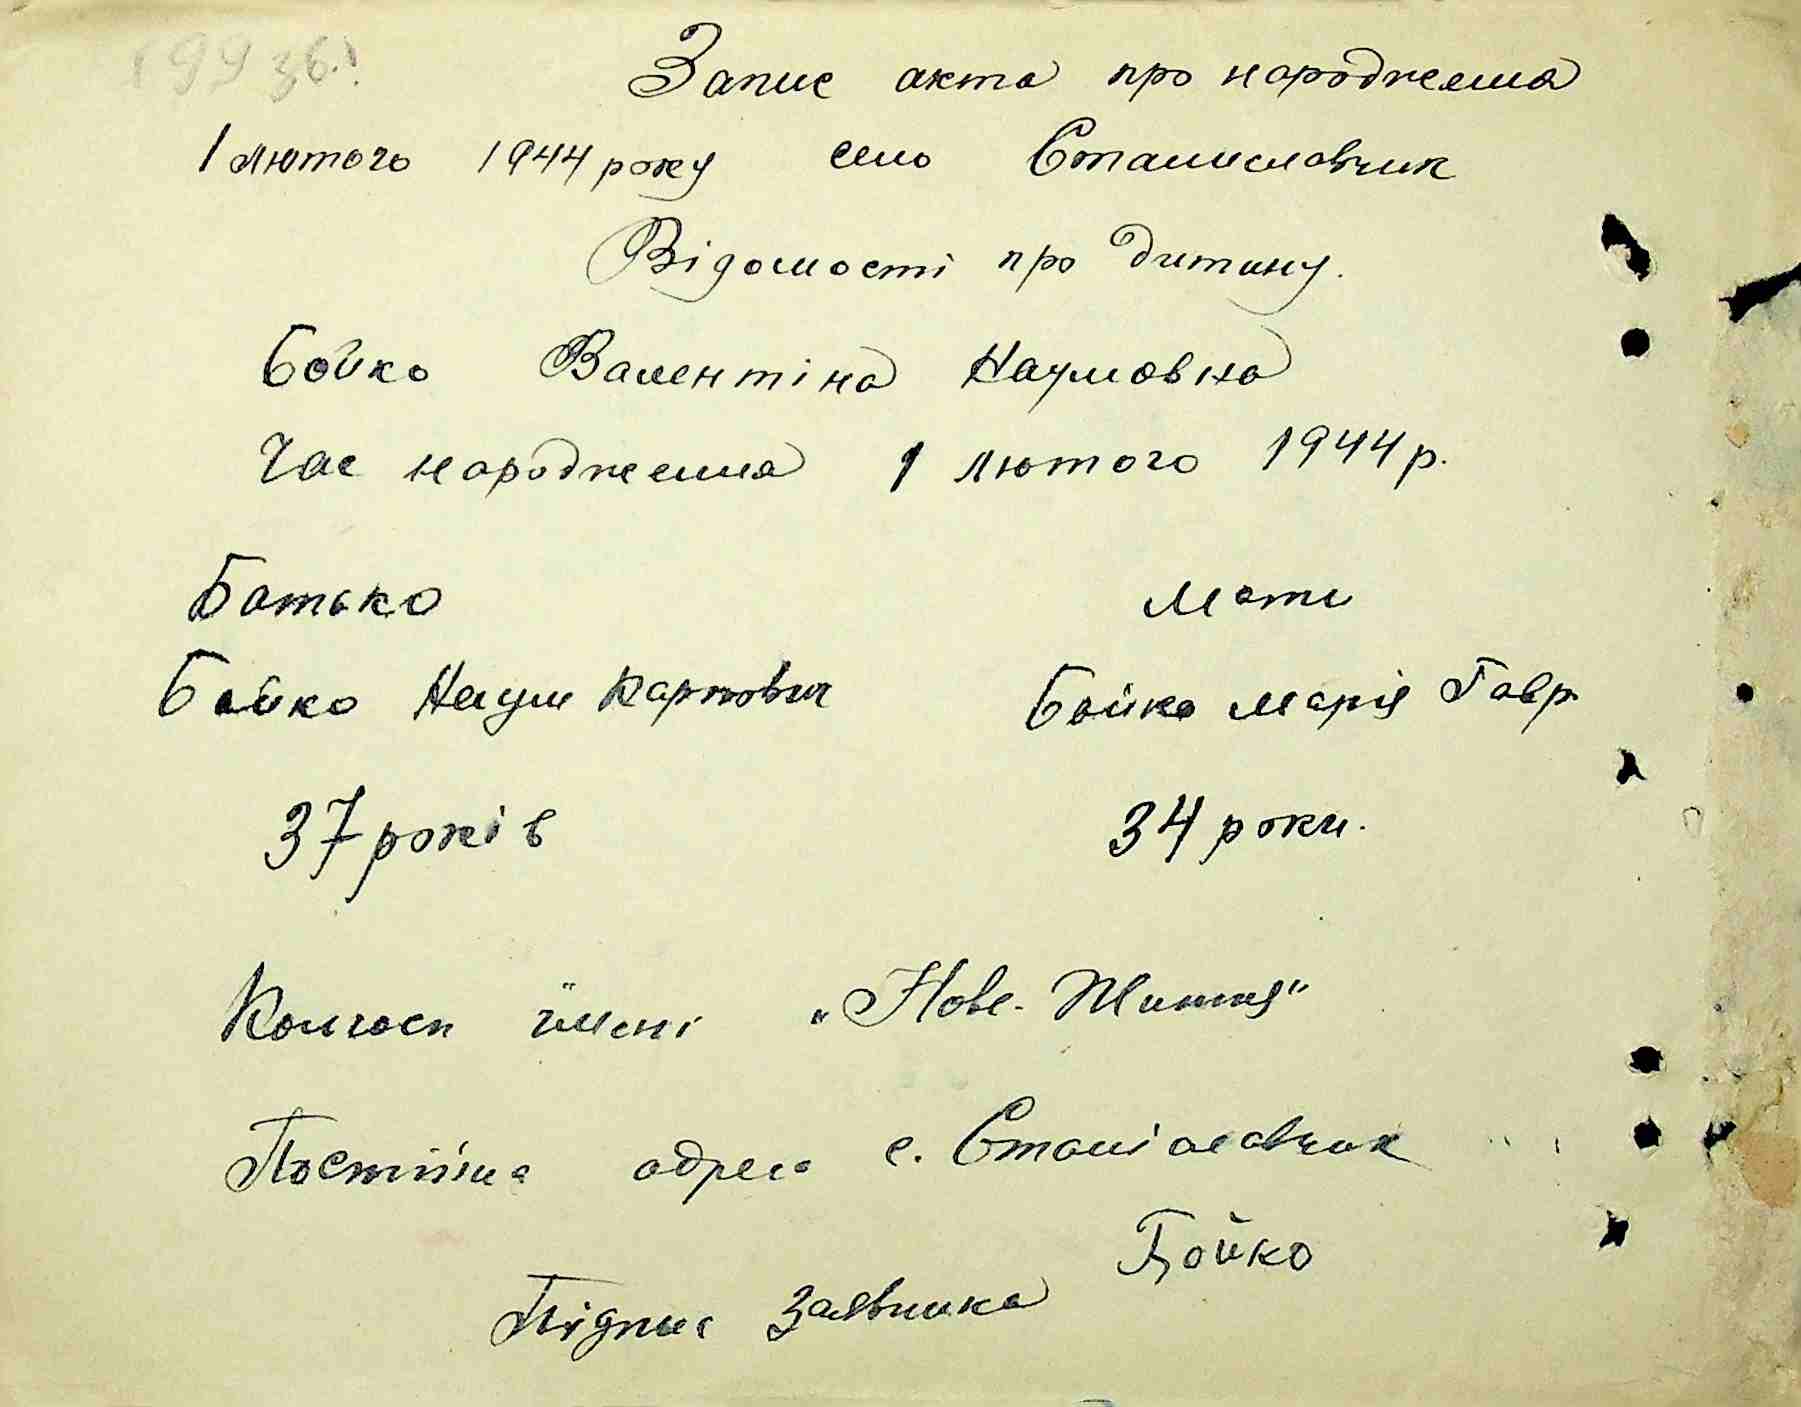 199 зв.
Запис акта про народження
1 лютого 1944 року село Станиславчик
Відомості про дитину.
Бойко Валентіна Наумовна
Час народження 1 лютого 1944 р.
Батько Мати
Бойко Наум Карпович Бойко Марія Гавр.
37 років 34 роки.
Колгосп імені „Нове-Життя"
Постійна адреса с. Станіславчик
Бойко
Підпис Заявника